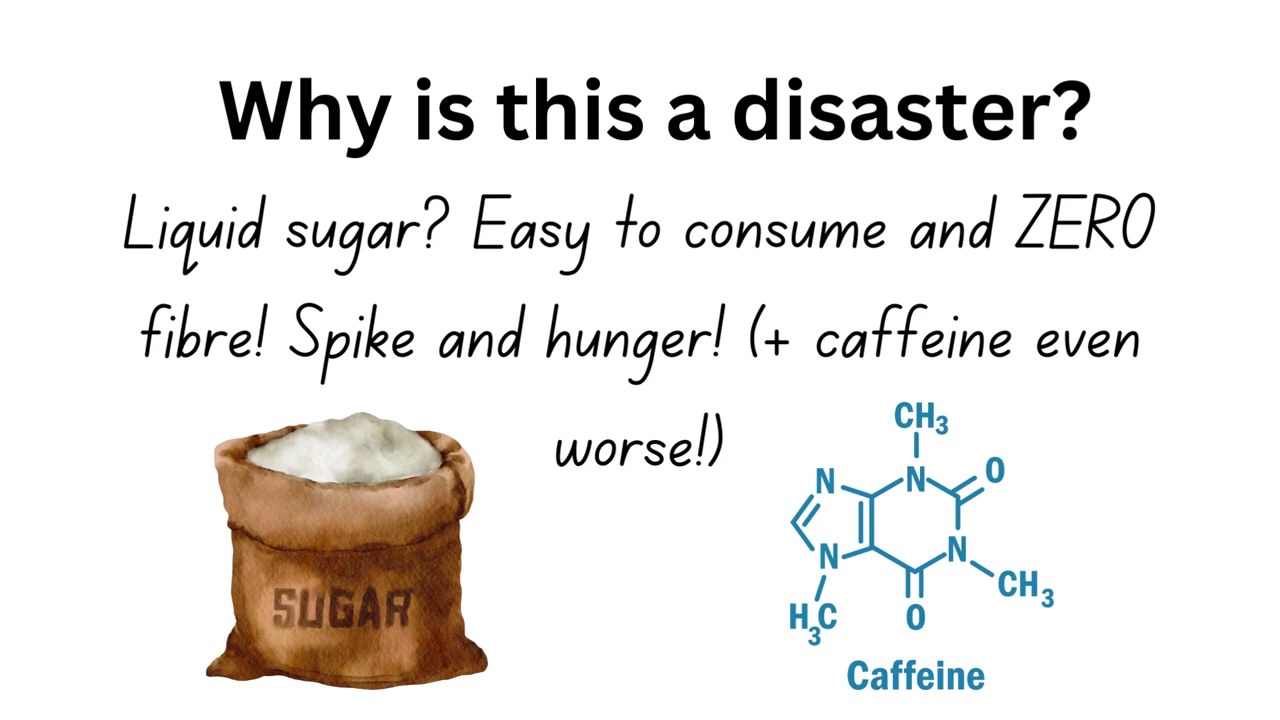 Why is this a disaster?
Liquid sugar? Easy to consume and ZERO
fibre! Spike and hunger! (+ caffeine even
worse!)
SUGAR
CH3
N
N
O
N
N
CH3
H3C
O
Caffeine